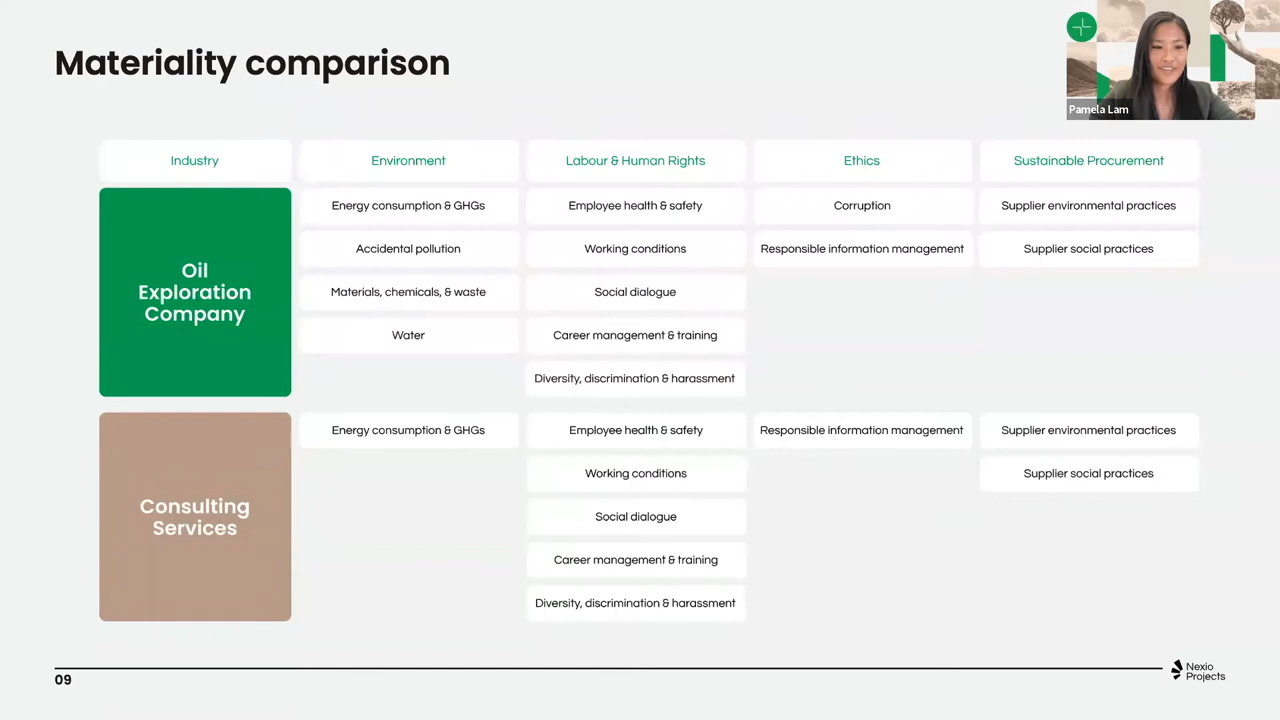 Materiality comparison
Pamela Lam
Industry
Environment
Labour & Human Rights
Ethics
Sustainable Procurement
Oil
Exploration
Company
Energy consumption & GHGs
Employee health & safety
Corruption
Supplier environmental practices
Accidental pollution
Working conditions
Responsible information management
Supplier social practices
Materials, chemicals, & waste
Social dialogue
Water
Career management & training
Diversity, discrimination & harassment
Consulting
Services
Energy consumption & GHGs
Employee health & safety
Responsible information management
Supplier environmental practices
Working conditions
Supplier social practices
Social dialogue
Career management & training
Diversity, discrimination & harassment
09
Nexio
Projects